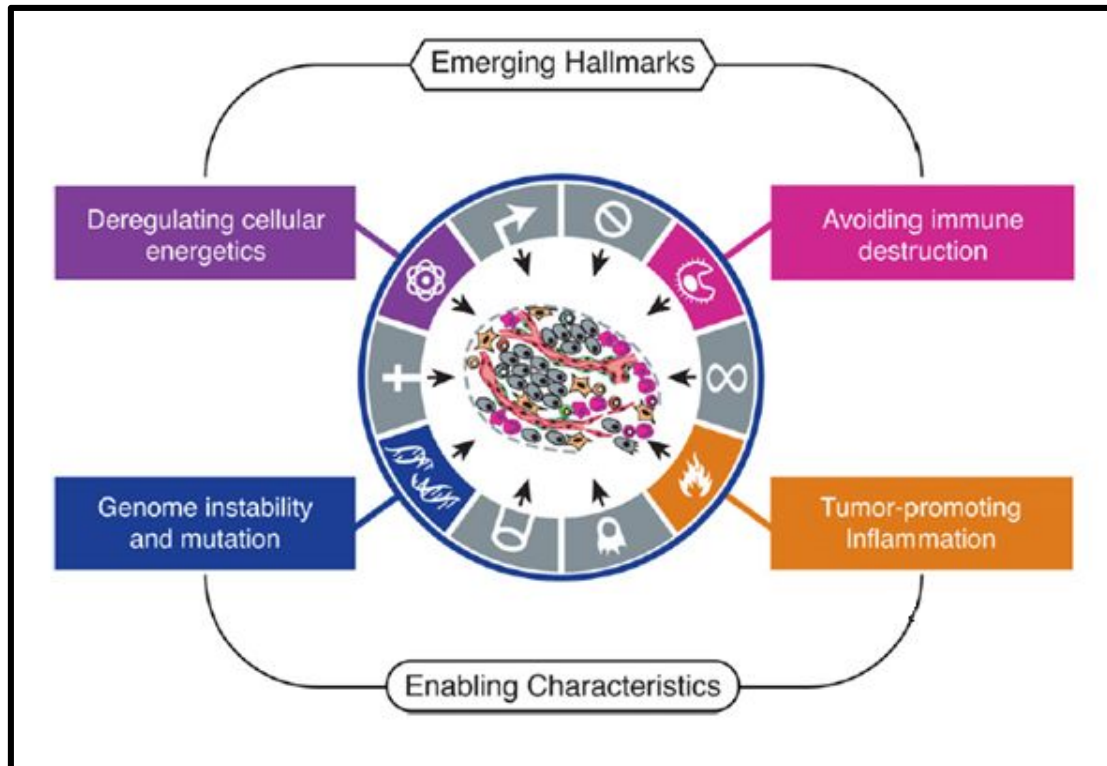 Emerging Hallmarks
Deregulating cellular
energetics
Avoiding immune
destruction
Genome instability
and mutation
Tumor-promoting
Inflammation
Enabling Characteristics